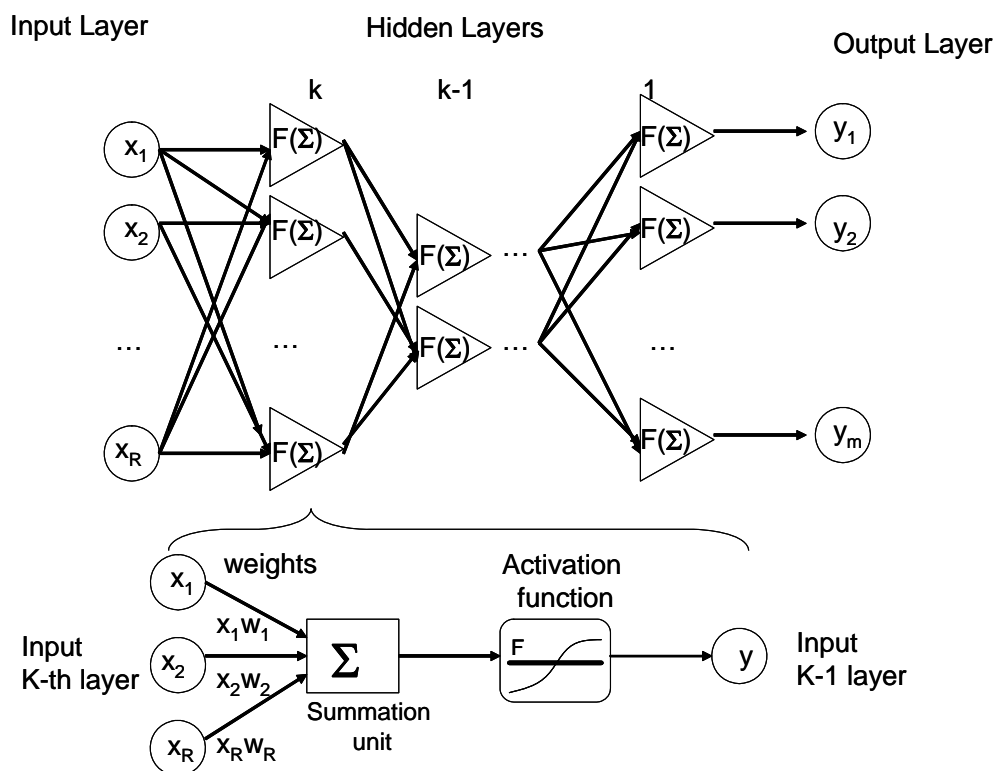 Input Layer
Hidden Layers
Output Layer
k
k-1
1
x1
F(Σ)
F(Σ)
y1
x2
F(Σ)
F(Σ)
y2
F(Σ)
...
...
...
F(Σ)
...
...
xR
F(Σ)
F(Σ)
ym
weights
Activation
function
x1
x1w1
Input
K-th layer
x2
Σ
F
y
Input
K-1 layer
x2w2
Summation
unit
xR
xRwR